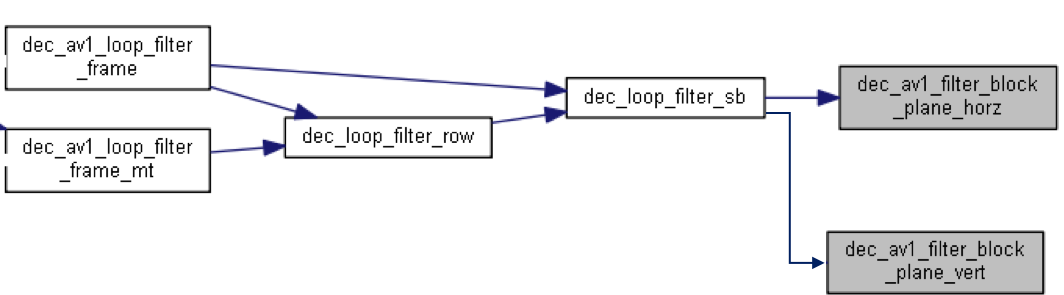 dec_av1_loop_filter
_frame
dec_av1_loop_filter
_frame_mt
dec_loop_filter_row
dec_loop_filter_sb
dec_av1_filter_block
_plane_horz
dec_av1_filter_block
_plane_vert